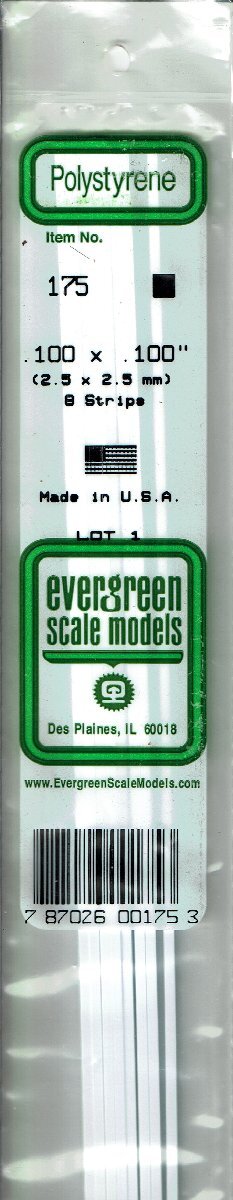 Polystyrene
Item No.
175
.100 x .100"
(2.5 x 2.5 mm)
8 Strips
Made in U.S.A.
LOT 1
evergreen
scale models
Des Plaines, IL 60018
www.EvergreenScaleModels.com
7 87026 00175 3